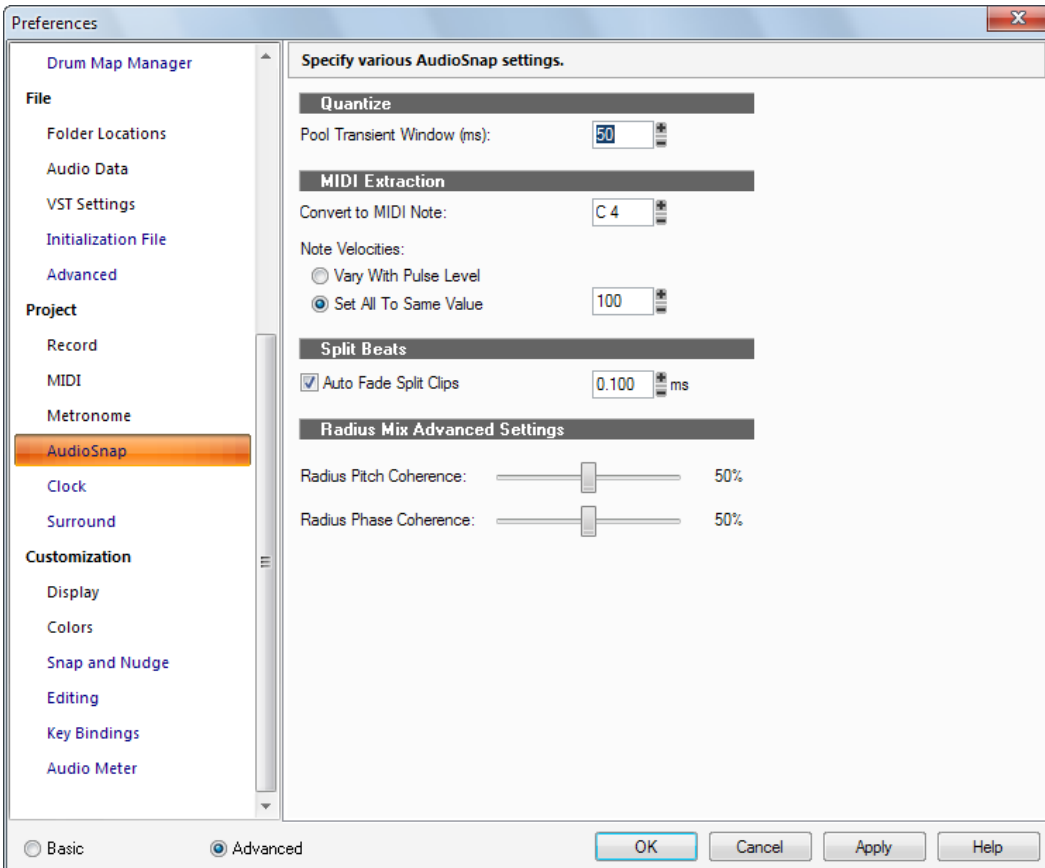 Preferences
Drum Map Manager
File
Folder Locations
Audio Data
VST Settings
Initialization File
Advanced
Project
Record
MIDI
Metronome
AudioSnap
Clock
Surround
Customization
Display
Colors
Snap and Nudge
Editing
Key Bindings
Audio Meter
Specify various AudioSnap settings.
Quantize
Pool Transient Window (ms): 50
MIDI Extraction
Convert to MIDI Note: C 4
Note Velocities:
Vary With Pulse Level
Set All To Same Value 100
Split Beats
Auto Fade Split Clips 0.100 ms
Radius Mix Advanced Settings
Radius Pitch Coherence: 50%
Radius Phase Coherence: 50%
Basic Advanced OK Cancel Apply Help